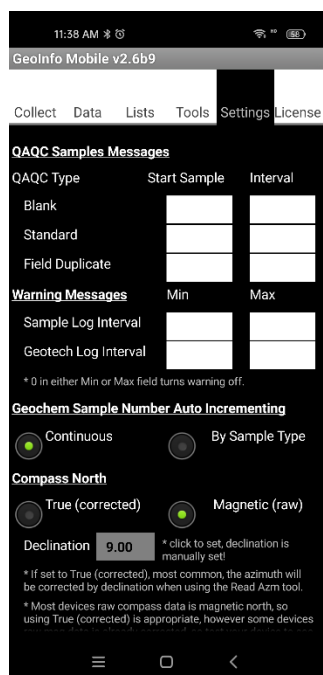 11:38 AM
58
GeoInfo Mobile v2.6b9
Collect Data Lists Tools Settings License
QAQC Samples Messages
QAQC Type Start Sample Interval
Blank
Standard
Field Duplicate
Warning Messages Min Max
Sample Log Interval
Geotech Log Interval
* 0 in either Min or Max field turns warning off.
Geochem Sample Number Auto Incrementing
Continuous By Sample Type
Compass North
True (corrected) Magnetic (raw)
Declination 9.00 * click to set, declination is
manually set!
* If set to True (corrected), most common, the azimuth will
be corrected by declination when using the Read Azm tool.
* Most devices raw compass data is magnetic north, so
using True (corrected) is appropriate, however some devices